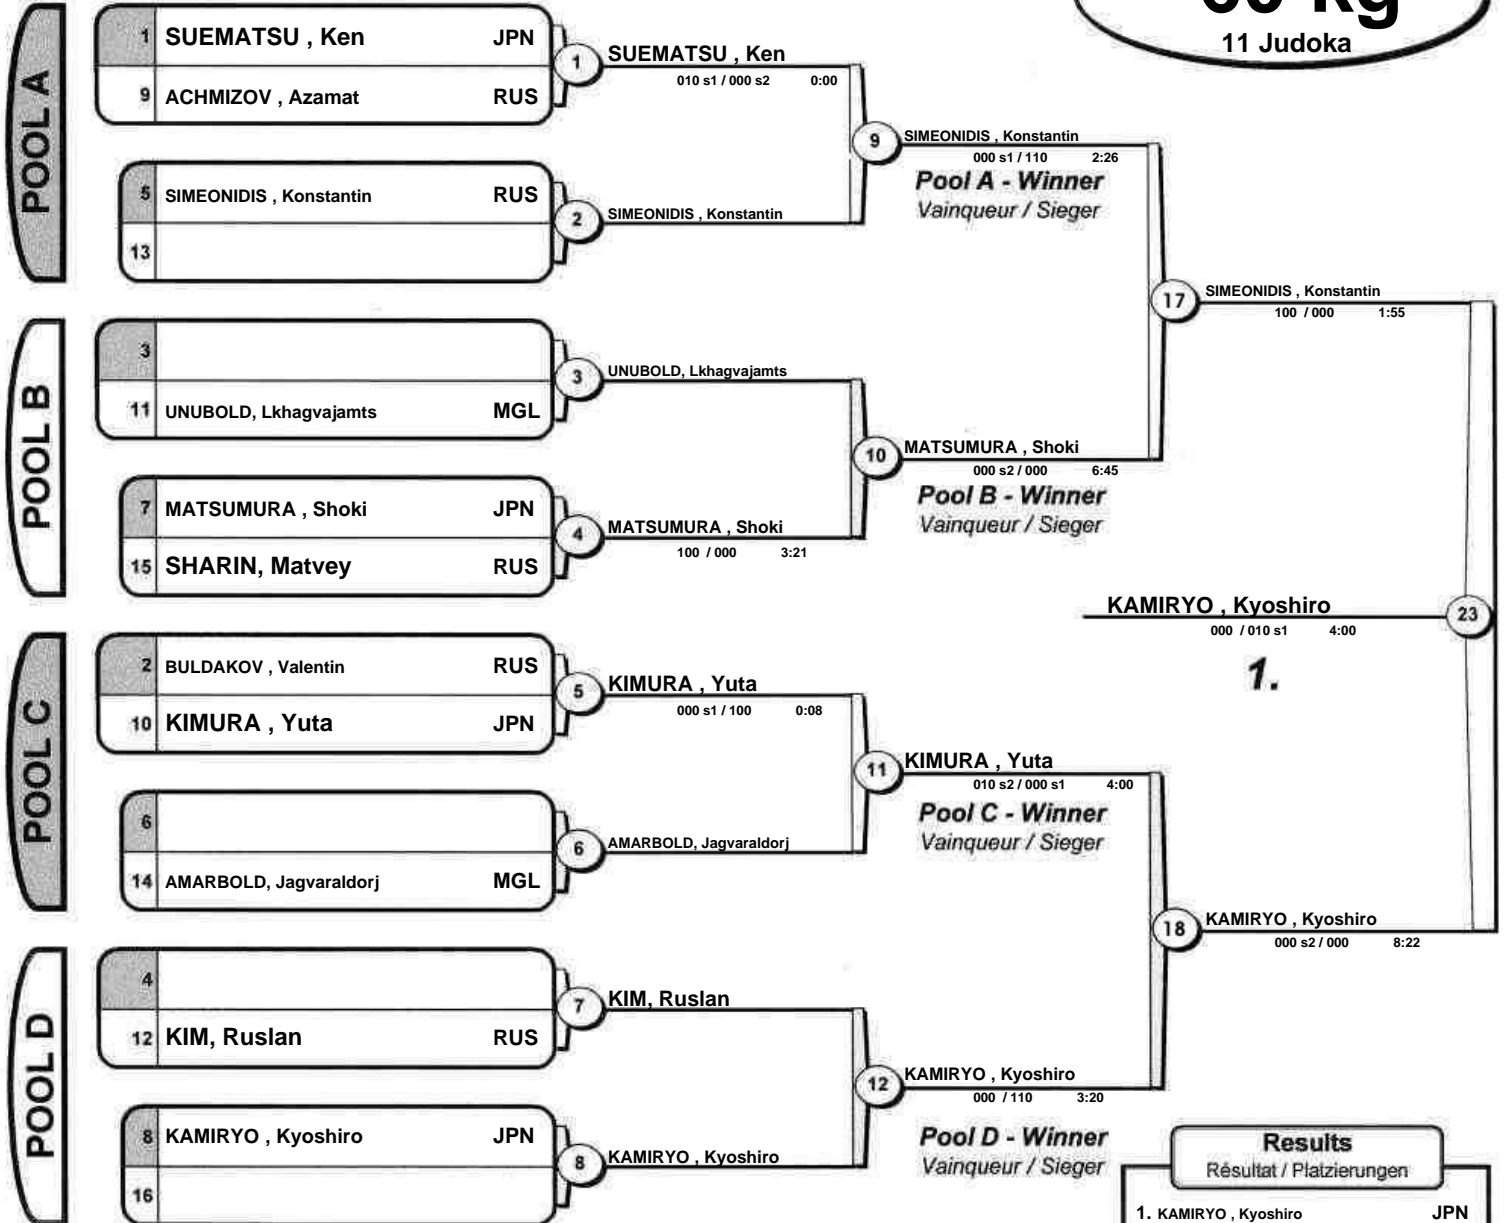 11 Judoka
POOL A
1 SUEMATSU , Ken JPN
9 ACHMIZOV , Azamat RUS
1
SUEMATSU , Ken
010 s1 / 000 s2 0:00
5 SIMEONIDIS , Konstantin RUS
13
2
SIMEONIDIS , Konstantin
9
SIMEONIDIS , Konstantin
000 s1 / 110 2:26
Pool A - Winner
Vainqueur / Sieger
POOL B
3
11 UNUBOLD, Lkhagvajamts MGL
3
UNUBOLD, Lkhagvajamts
7 MATSUMURA , Shoki JPN
15 SHARIN, Matvey RUS
4
MATSUMURA , Shoki
100 / 000 3:21
10
MATSUMURA , Shoki
000 s2 / 000 6:45
Pool B - Winner
Vainqueur / Sieger
17
SIMEONIDIS , Konstantin
100 / 000 1:55
POOL C
2 BULDAKOV , Valentin RUS
10 KIMURA , Yuta JPN
5
KIMURA , Yuta
000 s1 / 100 0:08
6
14 AMARBOLD, Jagvaraldorj MGL
6
AMARBOLD, Jagvaraldorj
11
KIMURA , Yuta
010 s2 / 000 s1 4:00
Pool C - Winner
Vainqueur / Sieger
POOL D
4
12 KIM, Ruslan RUS
7
KIM, Ruslan
8 KAMIRYO , Kyoshiro JPN
16
8
KAMIRYO , Kyoshiro
12
KAMIRYO , Kyoshiro
000 / 110 3:20
Pool D - Winner
Vainqueur / Sieger
18
KAMIRYO , Kyoshiro
000 s2 / 000 8:22
23
KAMIRYO , Kyoshiro
000 / 010 s1 4:00
1.
Results
Résultat / Platzierungen
1. KAMIRYO , Kyoshiro JPN